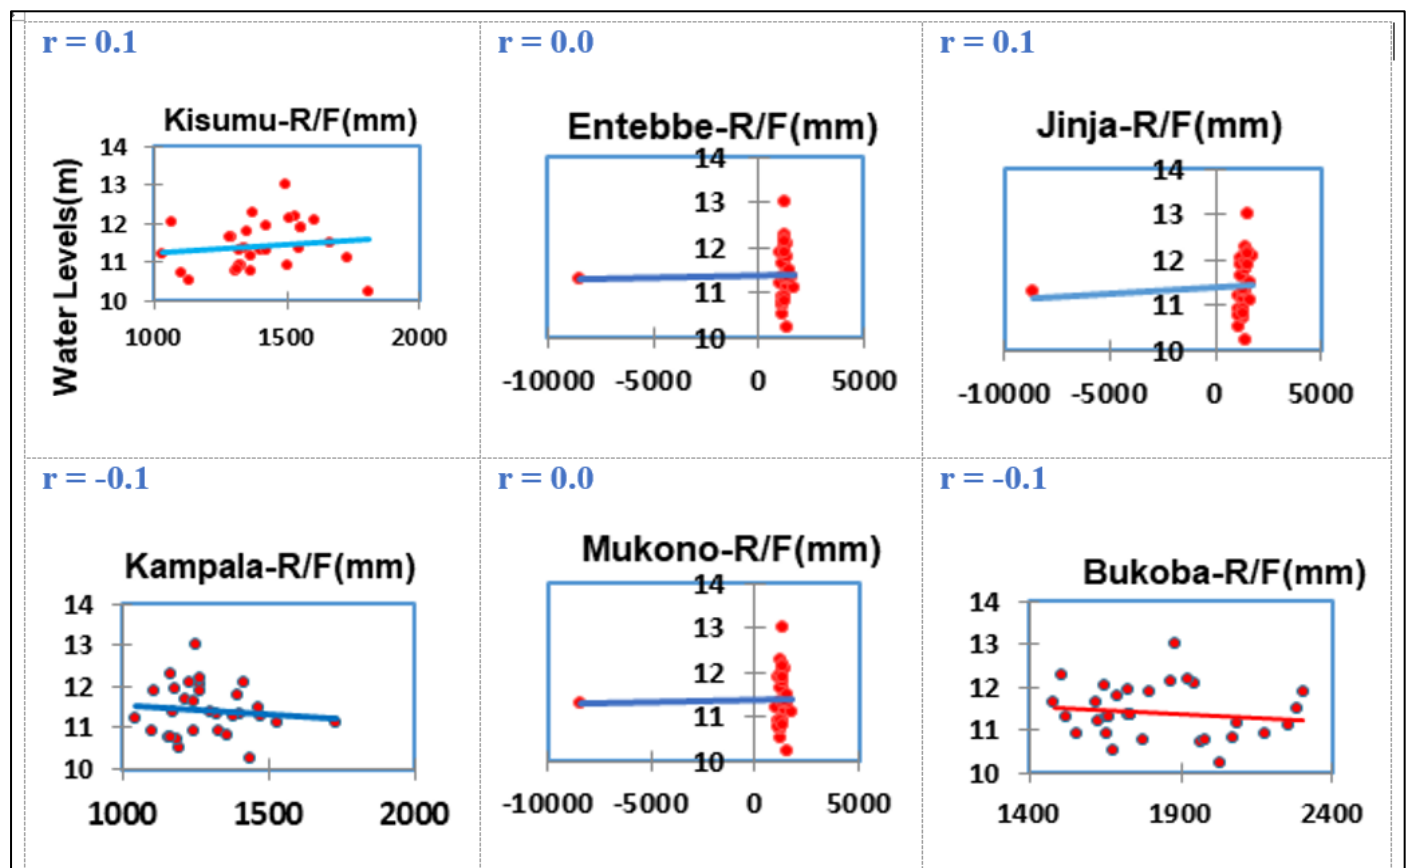 r = 0.1
Kisumu-R/F(mm)
Water Levels(m)
14
13
12
11
10
1000 1500 2000
r = 0.0
Entebbe-R/F(mm)
14
13
12
11
10
-10000 -5000 0 5000
r = 0.1
Jinja-R/F(mm)
14
13
12
11
10
-10000 -5000 0 5000
r = -0.1
Kampala-R/F(mm)
14
13
12
11
10
1000 1500 2000
r = 0.0
Mukono-R/F(mm)
14
13
12
11
10
-10000 -5000 0 5000
r = -0.1
Bukoba-R/F(mm)
14
13
12
11
10
1400 1900 2400